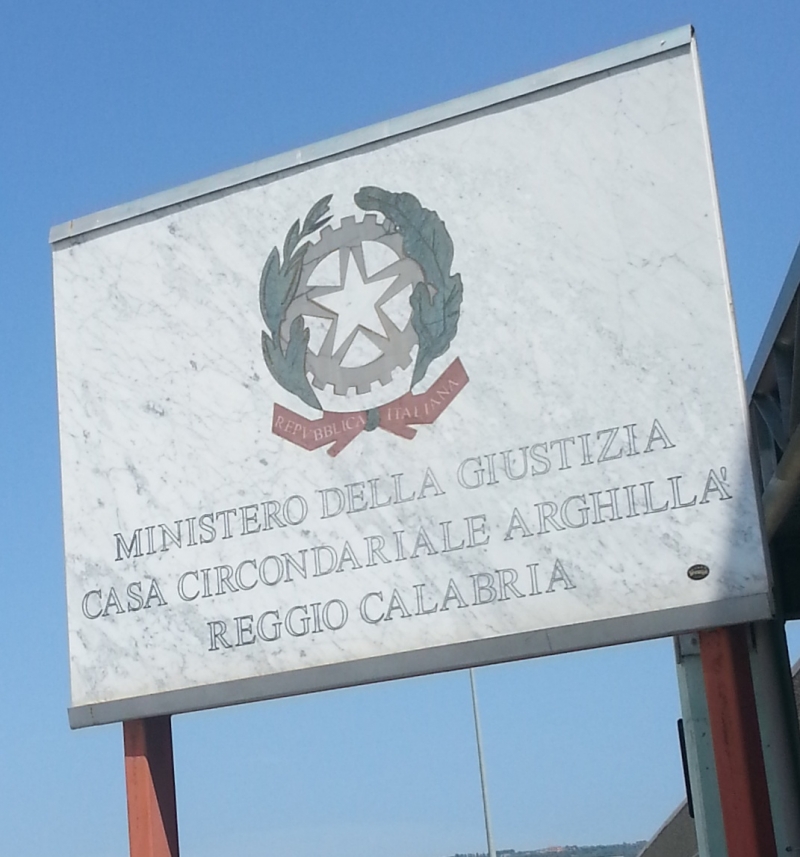 REPVBBLICA ITALIANA
MINISTERO DELLA GIUSTIZIA
CASA CIRCONDARIALE ARGHILLA'
REGGIO CALABRIA